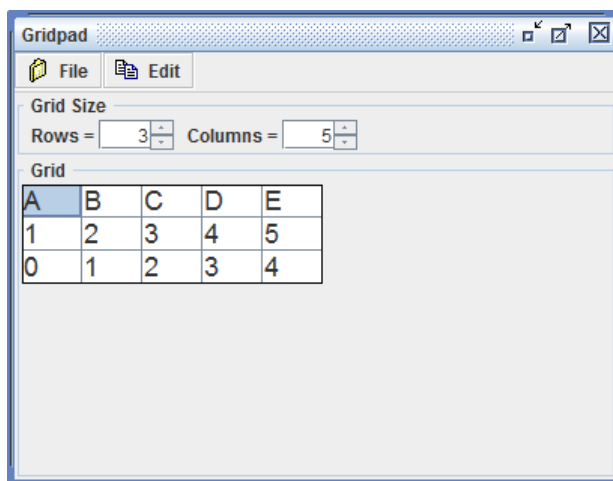 Gridpad
File Edit
Grid Size
Rows = 3 Columns = 5
Grid
A B C D E
1 2 3 4 5
0 1 2 3 4